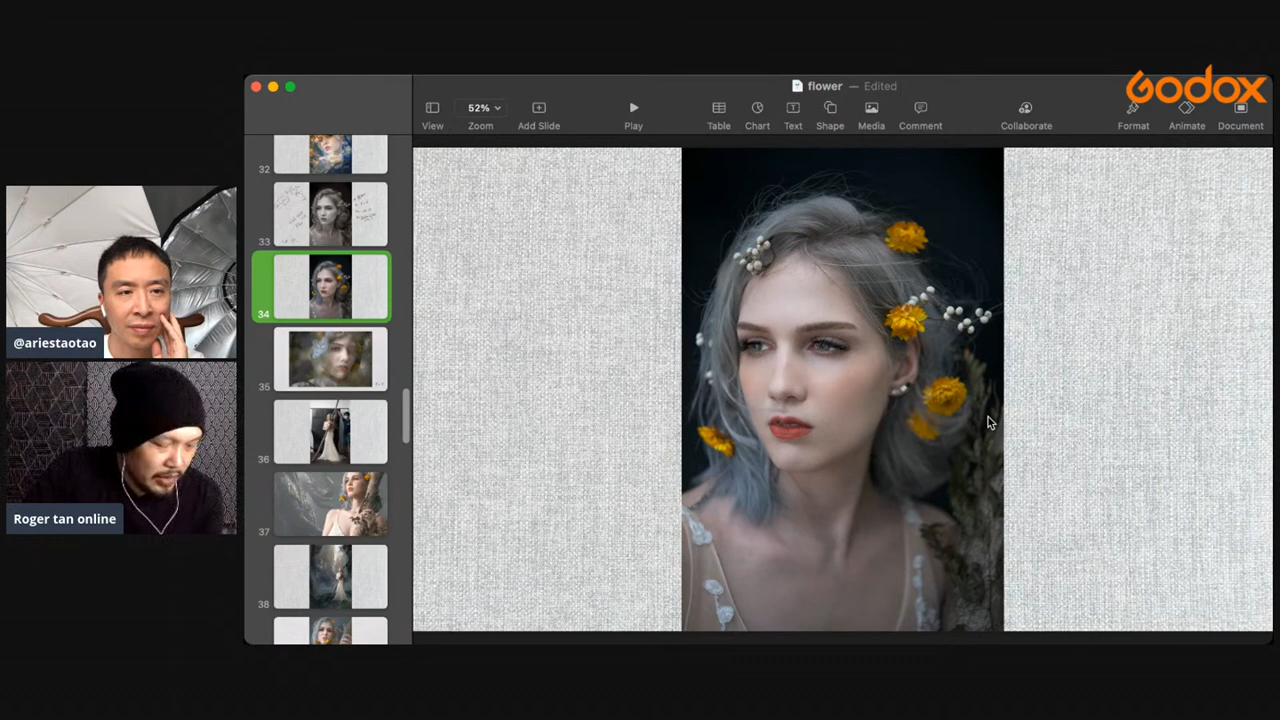 Godox
flower — Edited
View
52%
Zoom
Add Slide
Play
Table
Chart
Text
Shape
Media
Comment
Collaborate
Format
Animate
Document
32
33
34
35
36
37
38
@ariestaotao
Roger tan online